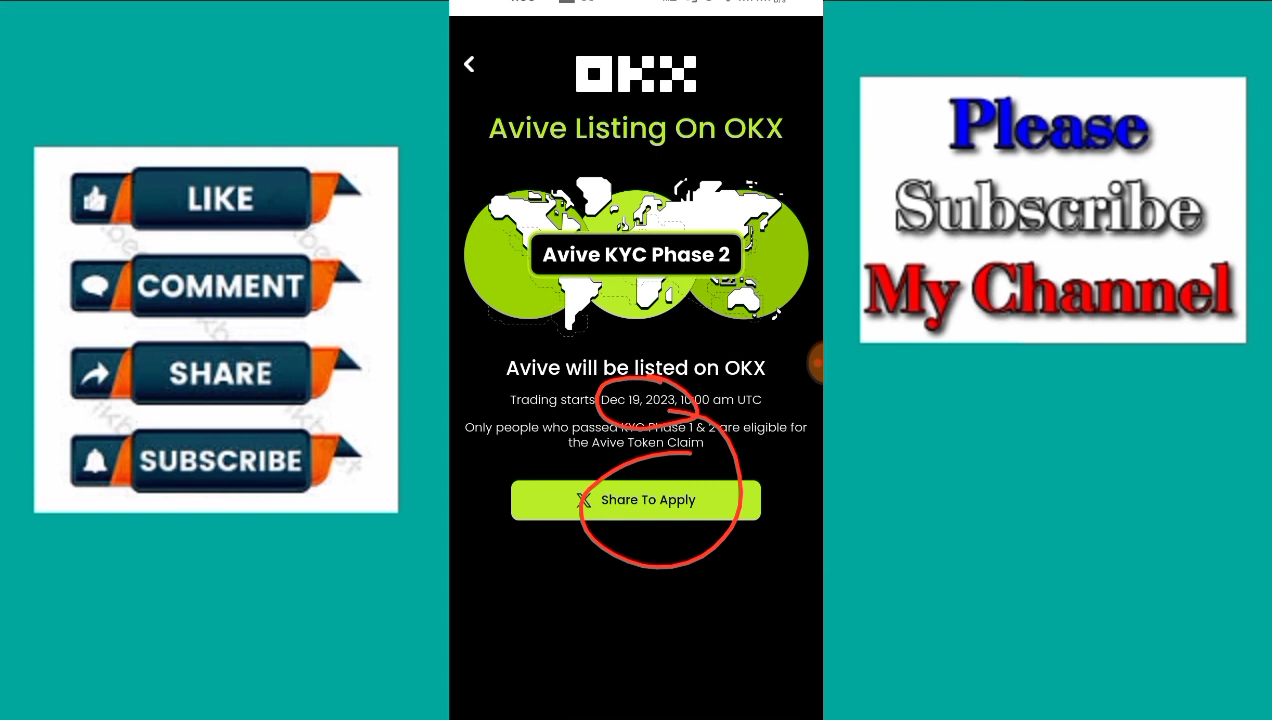 LIKE
COMMENT
SHARE
SUBSCRIBE
OKX
Avive Listing On OKX
Avive KYC Phase 2
Avive will be listed on OKX
Trading starts Dec 19, 2023, 10:00 am UTC
Only people who passed KYC Phase 1 & 2 are eligible for
the Avive Token Claim
X Share To Apply
Please
Subscribe
My Channel